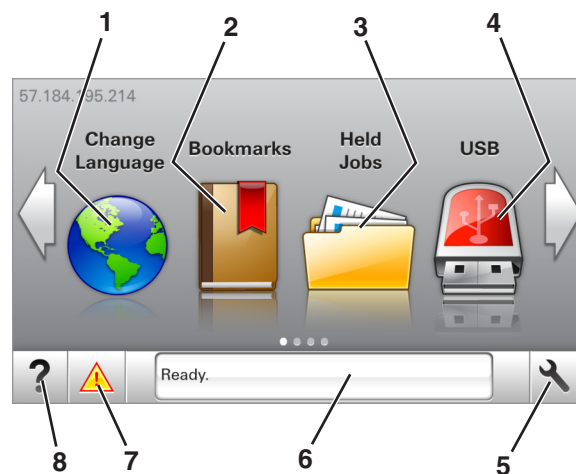 1 2 3 4
57.184.195.214
Change
Language
Bookmarks
Held
Jobs
USB
?
Ready.
8 7 6 5